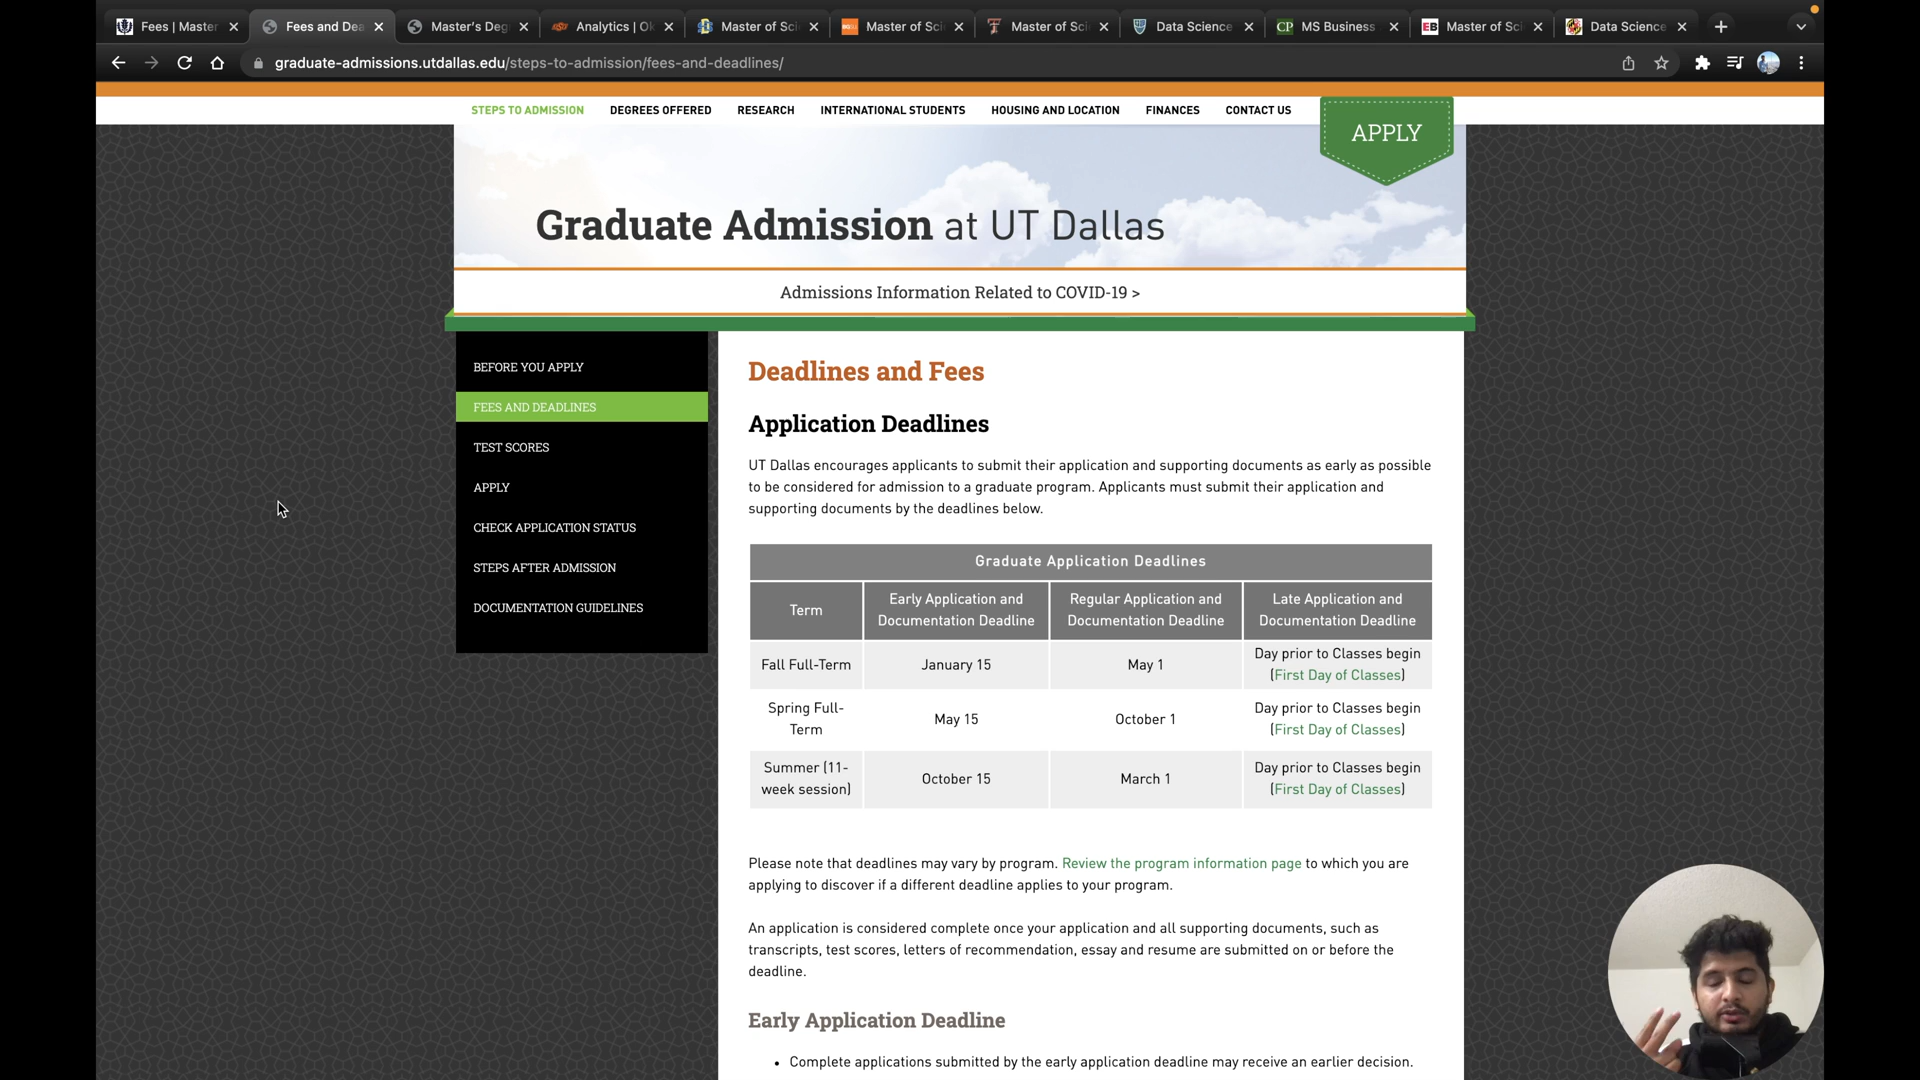 Fees | Master
Fees and Dea
Master's Deg
Analytics | Ok
Master of Sci
Master of Sci
Master of Sci
Data Science
CP MS Business
EB Master of Sci
Data Science
graduate-admissions.utdallas.edu/steps-to-admission/fees-and-deadlines/
STEPS TO ADMISSION DEGREES OFFERED RESEARCH INTERNATIONAL STUDENTS HOUSING AND LOCATION FINANCES CONTACT US
APPLY
Graduate Admission at UT Dallas
Admissions Information Related to COVID-19 >
BEFORE YOU APPLY
FEES AND DEADLINES
TEST SCORES
APPLY
CHECK APPLICATION STATUS
STEPS AFTER ADMISSION
DOCUMENTATION GUIDELINES
Deadlines and Fees
Application Deadlines
UT Dallas encourages applicants to submit their application and supporting documents as early as possible
to be considered for admission to a graduate program. Applicants must submit their application and
supporting documents by the deadlines below.
Graduate Application Deadlines
Term
Early Application and
Documentation Deadline
Regular Application and
Documentation Deadline
Late Application and
Documentation Deadline
Fall Full-Term
January 15
May 1
Day prior to Classes begin
(First Day of Classes)
Spring Full-
Term
May 15
October 1
Day prior to Classes begin
(First Day of Classes)
Summer (11-
week session)
October 15
March 1
Day prior to Classes begin
(First Day of Classes)
Please note that deadlines may vary by program. Review the program information page to which you are
applying to discover if a different deadline applies to your program.
An application is considered complete once your application and all supporting documents, such as
transcripts, test scores, letters of recommendation, essay and resume are submitted on or before the
deadline.
Early Application Deadline
• Complete applications submitted by the early application deadline may receive an earlier decision.